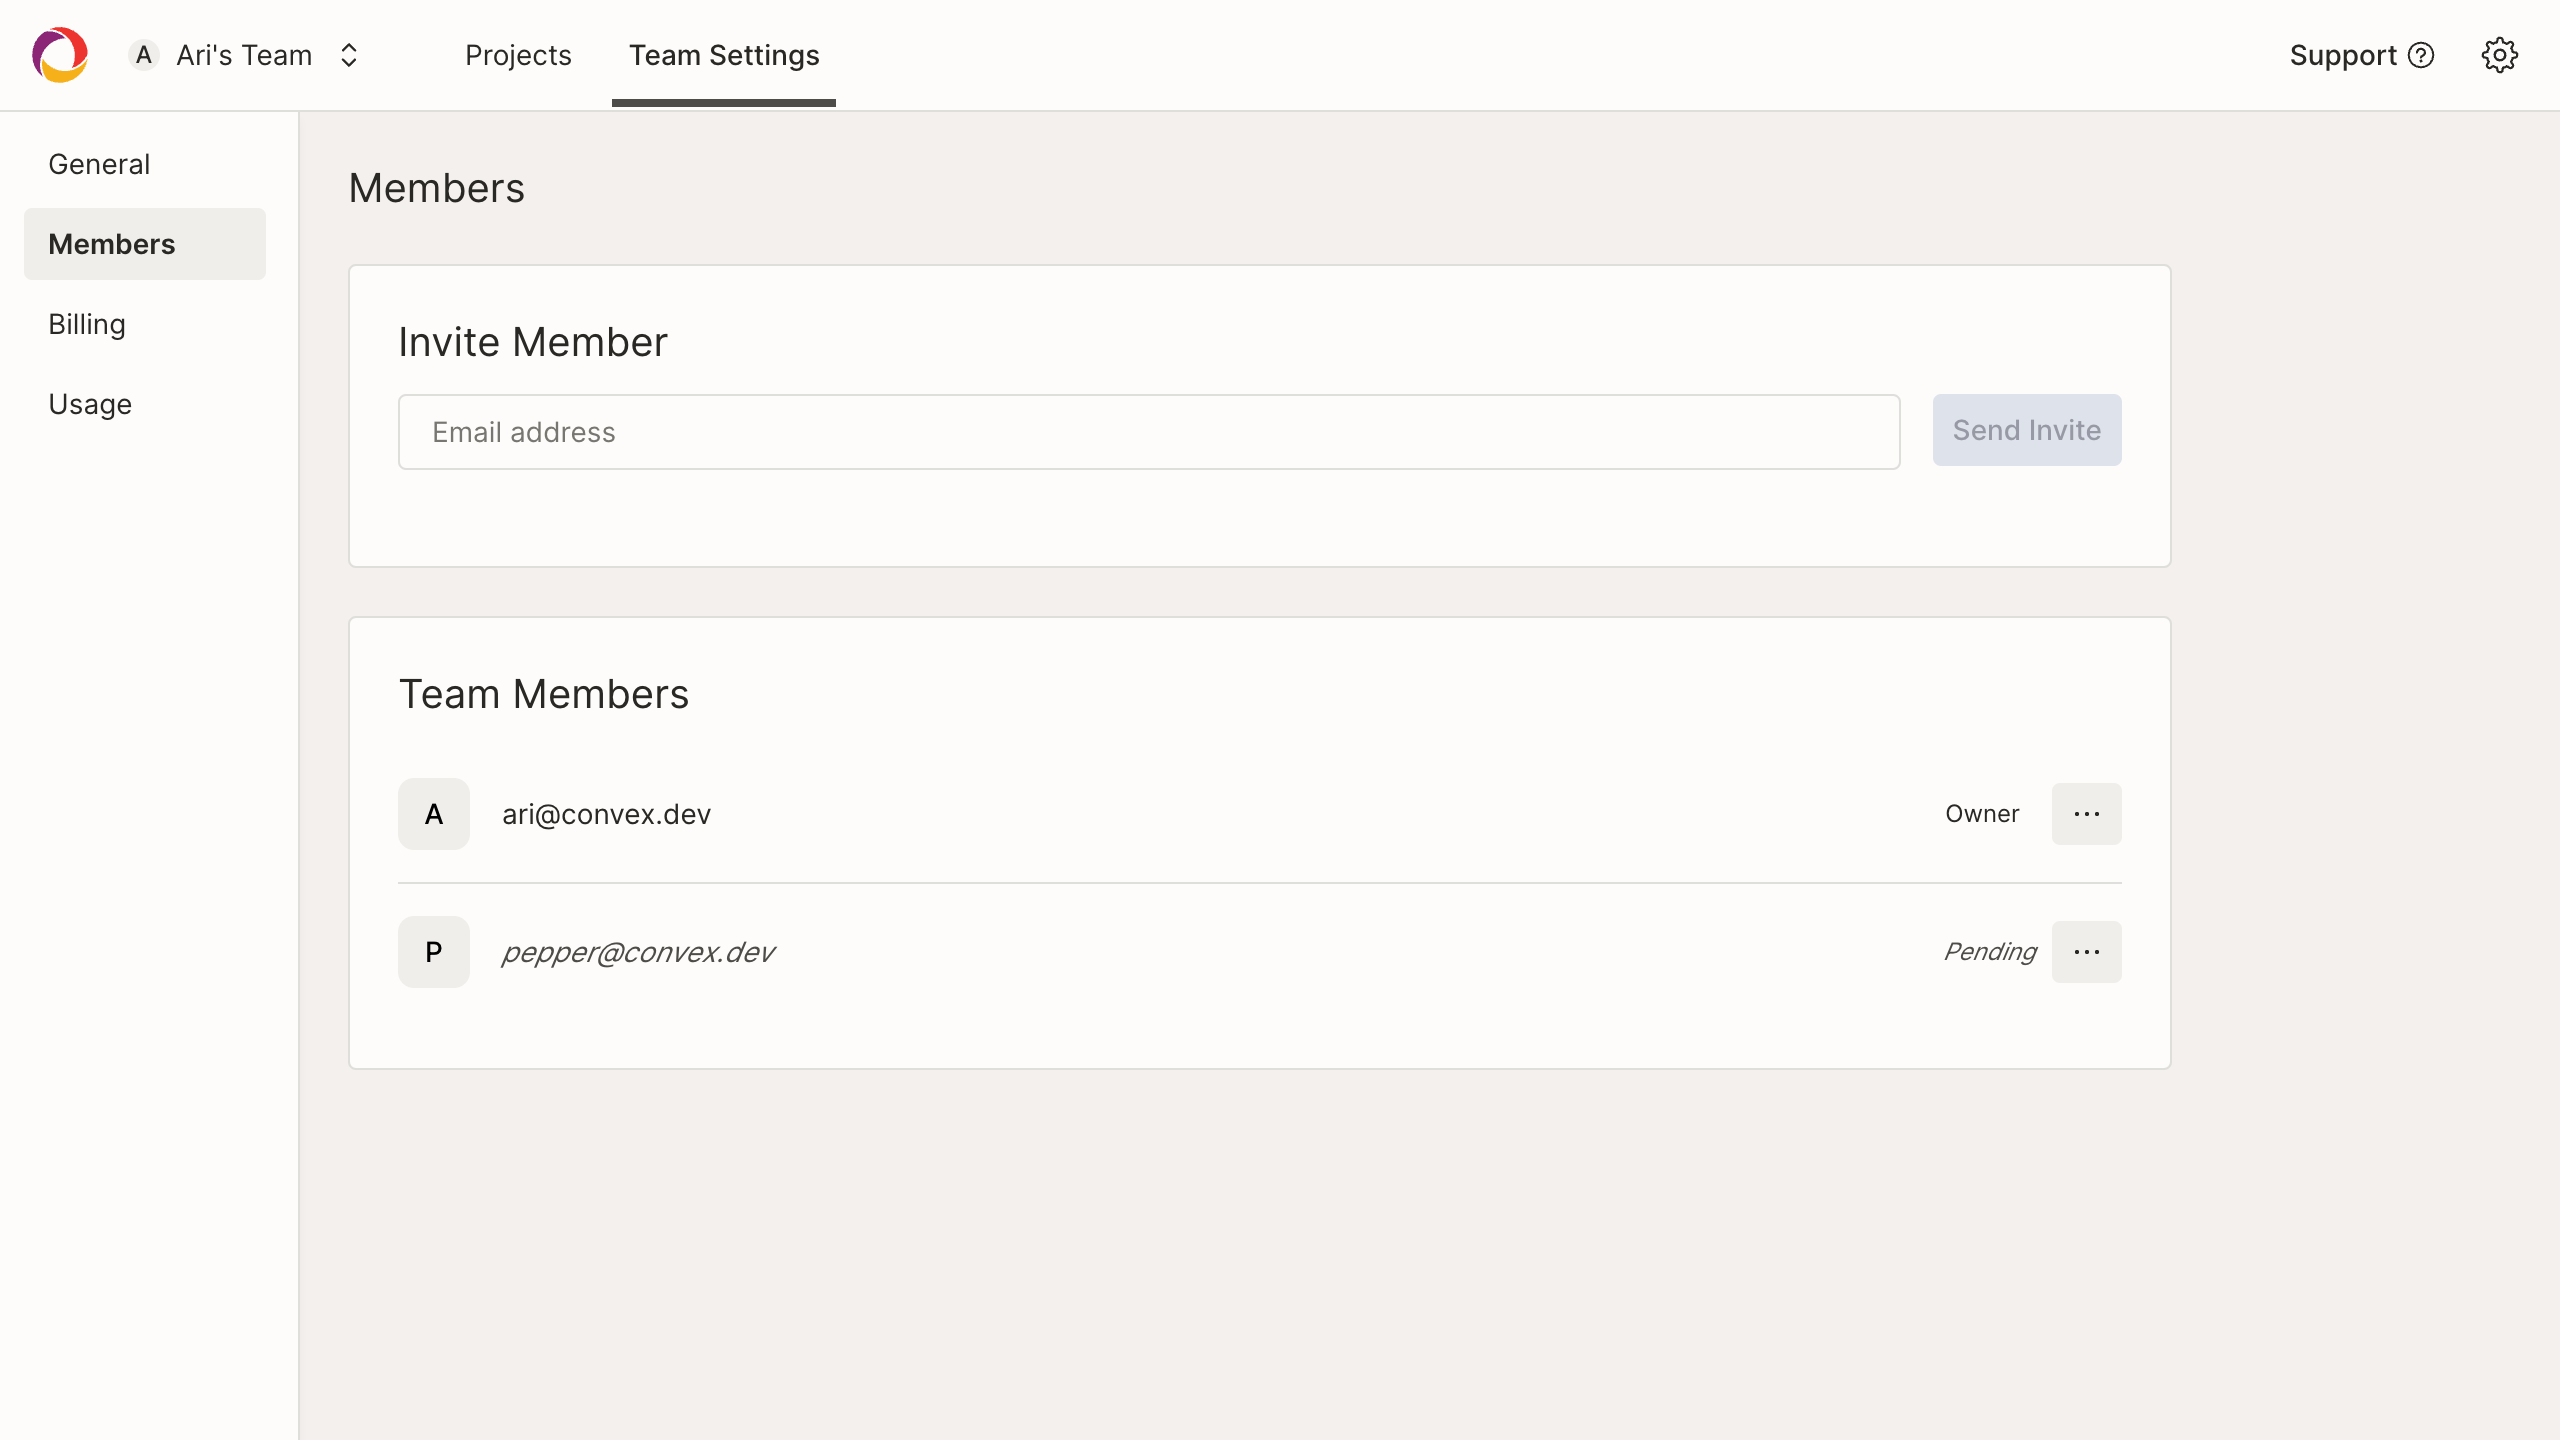 A Ari's Team
Projects
Team Settings
Support
General
Members
Billing
Usage
Members
Invite Member
Email address
Send Invite
Team Members
A ari@convex.dev Owner ...
P pepper@convex.dev Pending ...